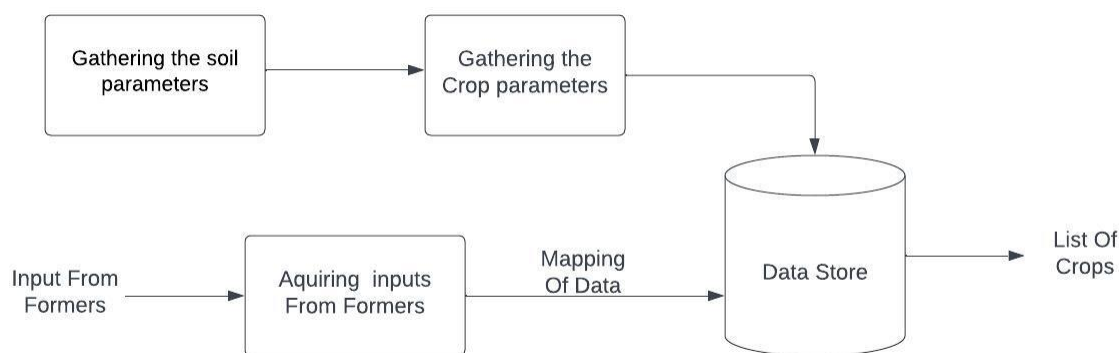 Gathering the soil
parameters
Gathering the
Crop parameters
Input From
Formers
Aquiring inputs
From Formers
Mapping
Of Data
Data Store
List Of
Crops